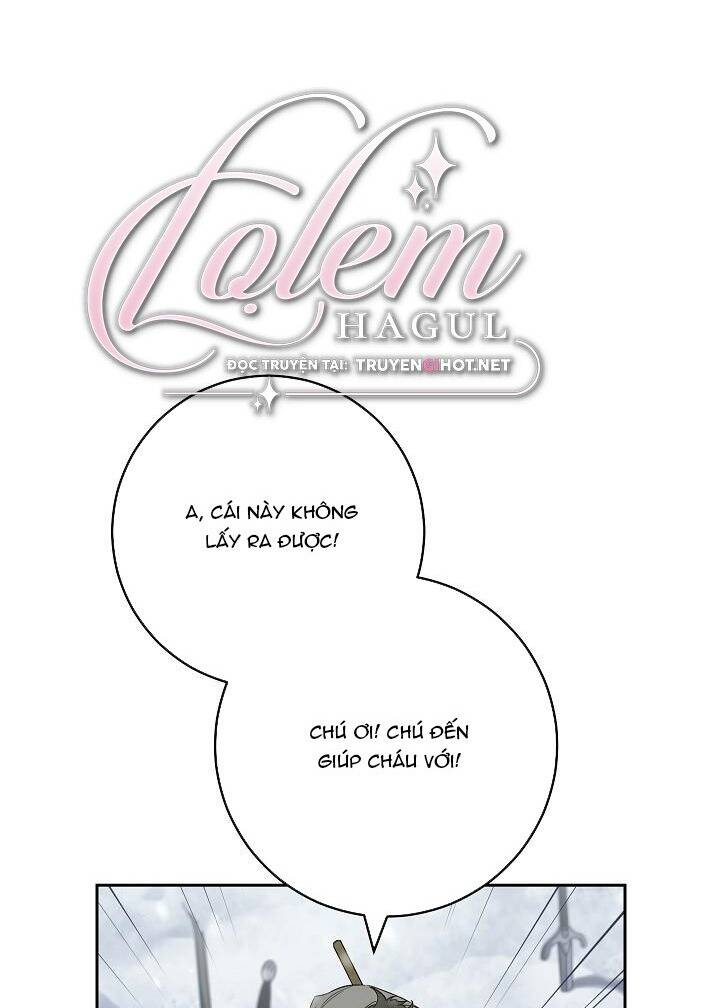 Lọlem
HAGUL
ĐỌC TRUYỆN TẠI: TRUYENGIHOT.NET
A, CÁI NÀY KHÔNG
LẤY RA ĐƯỢC!
CHÚ ƠI! CHÚ ĐẾN
GIÚP CHÁU VỚI!